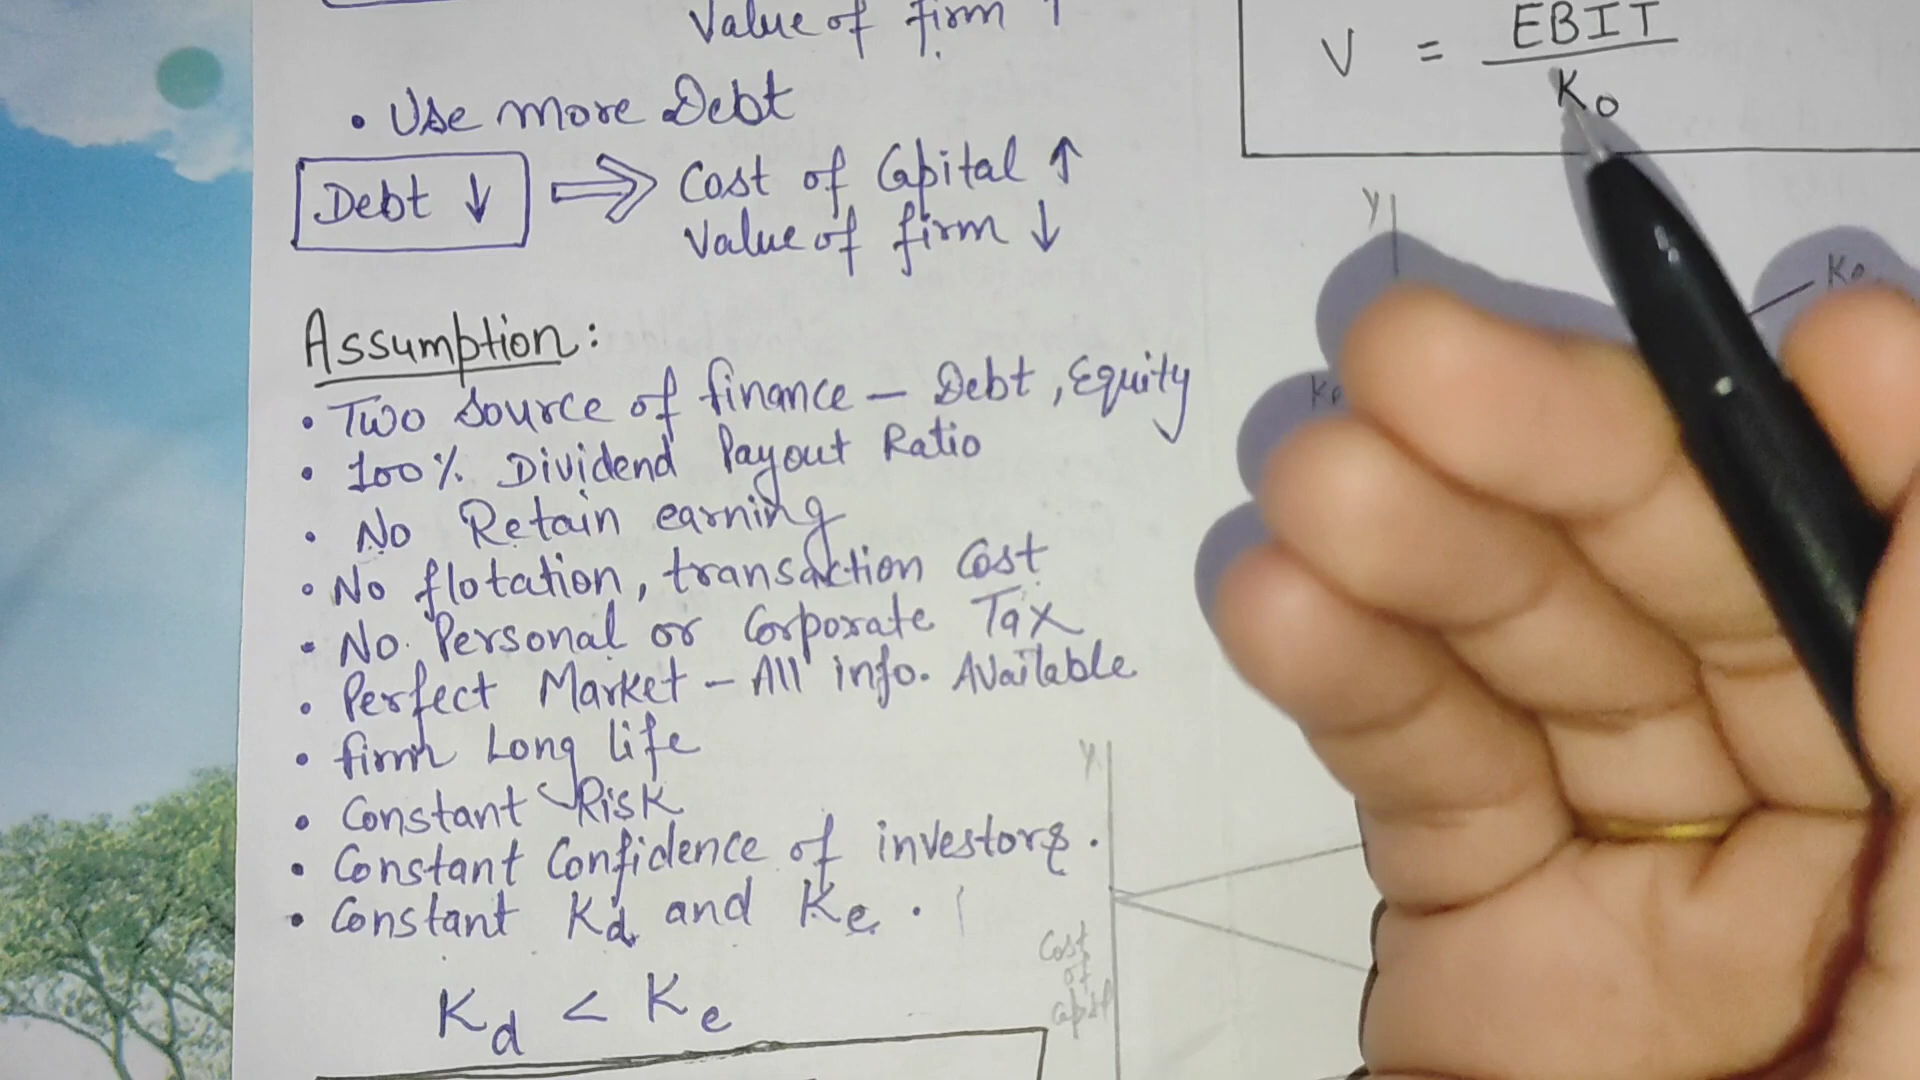 Value of firm ↑
• Use more Debt
Debt ↓ ⇒ Cost of Capital ↑
Value of firm ↓
Assumption:
• Two source of finance – Debt, Equity
• 100% Dividend Payout Ratio
• No Retain earning
• No flotation, transaction Cost
• No. Personal or Corporate Tax
• Perfect Market – All info. Available
• firm Long life
• Constant Risk
• Constant Confidence of investors.
• Constant Kd and Ke.
Kd < Ke
V = EBIT
Ko
Y
Y
Cost
of